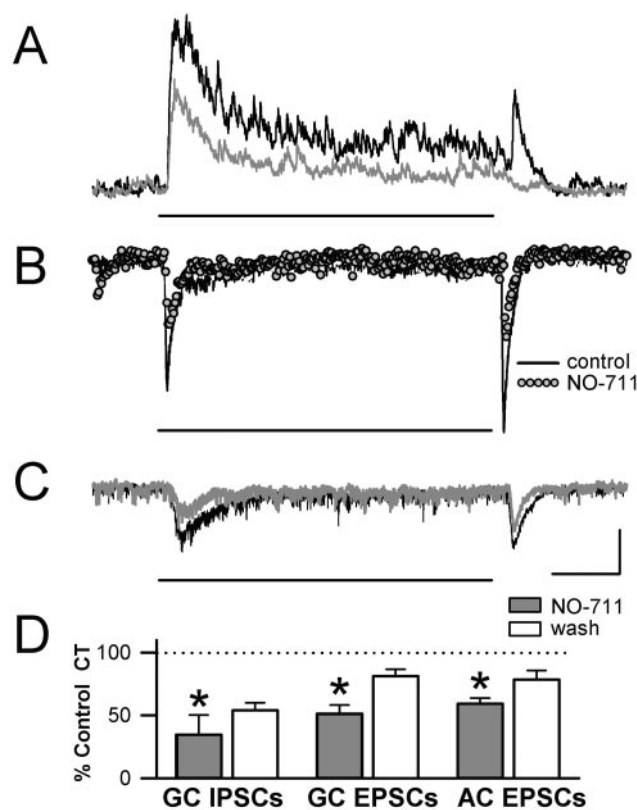 A
B
control
NO-711
C
NO-711
wash
D
% Control CT
100
50
0
* * *
GC IPSCs GC EPSCs AC EPSCs